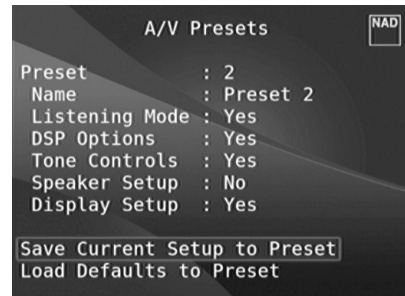 A/V Presets
NAD
Preset : 2
Name : Preset 2
Listening Mode : Yes
DSP Options : Yes
Tone Controls : Yes
Speaker Setup : No
Display Setup : Yes
Save Current Setup to Preset
Load Defaults to Preset